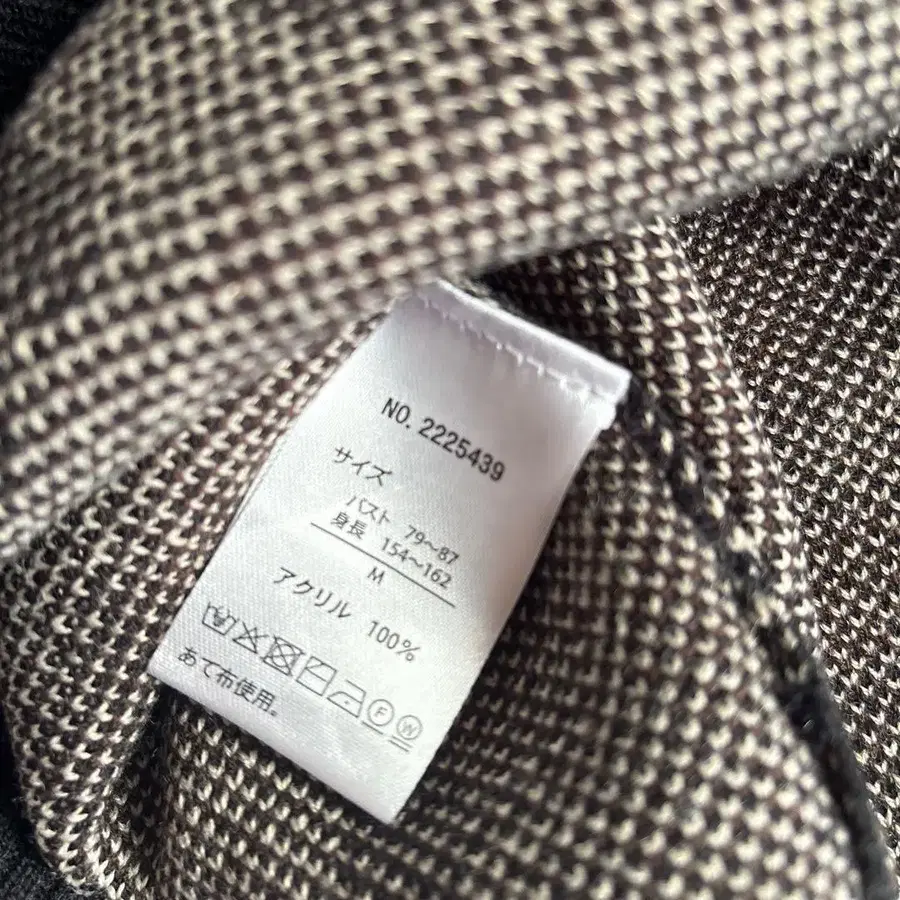 NO. 2225439
サイズ
バスト 79～87
身長 154～162
M
アクリル 100%
F W
あて布使用。